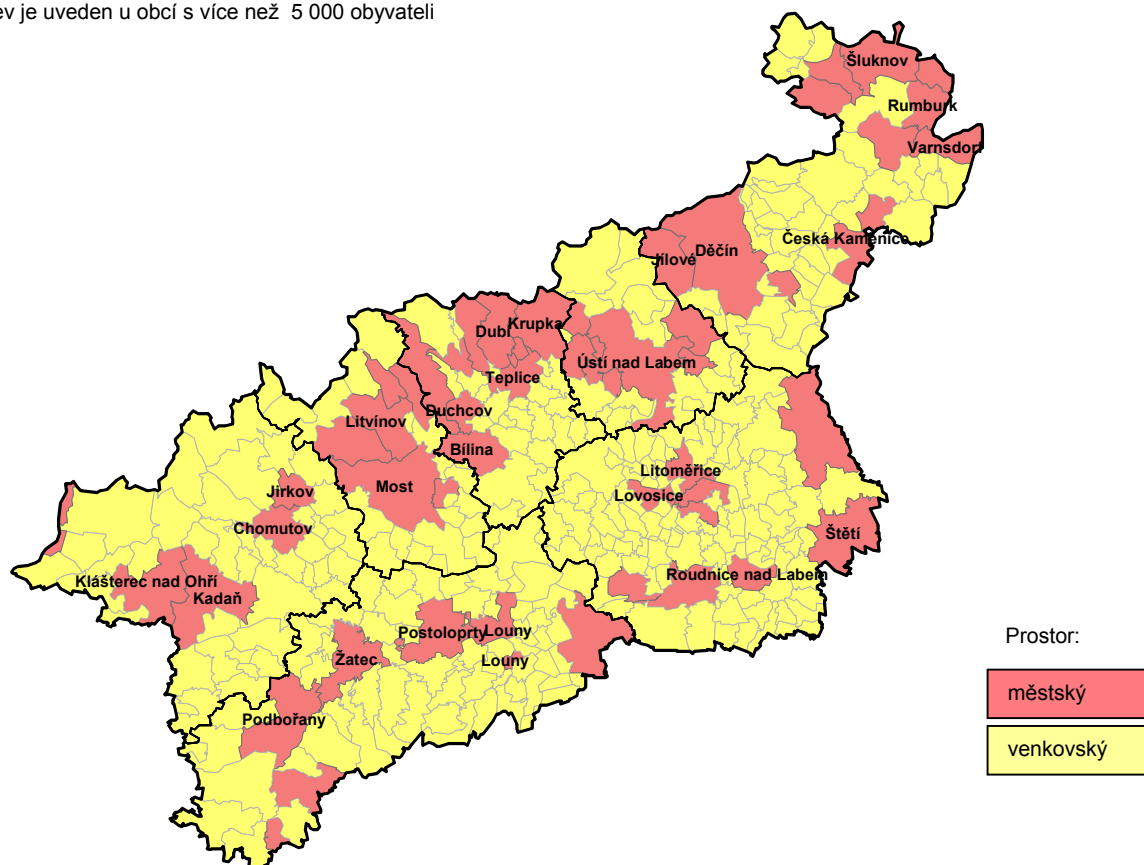 ev je uveden u obcí s více než 5 000 obyvateli
Šluknov
Rumburk
Varnsdorf
Česká Kamenice
Děčín
Jílové
Krupka
Dubí
Ústí nad Labem
Teplice
Duchcov
Litvínov
Bílina
Litoměřice
Most
Jirkov
Lovosice
Chomutov
Štětí
Roudnice nad Labem
Klášterec nad Ohří
Kadaň
Postoloprty
Louny
Žatec
Louny
Podbořany
Prostor:
městský
venkovský